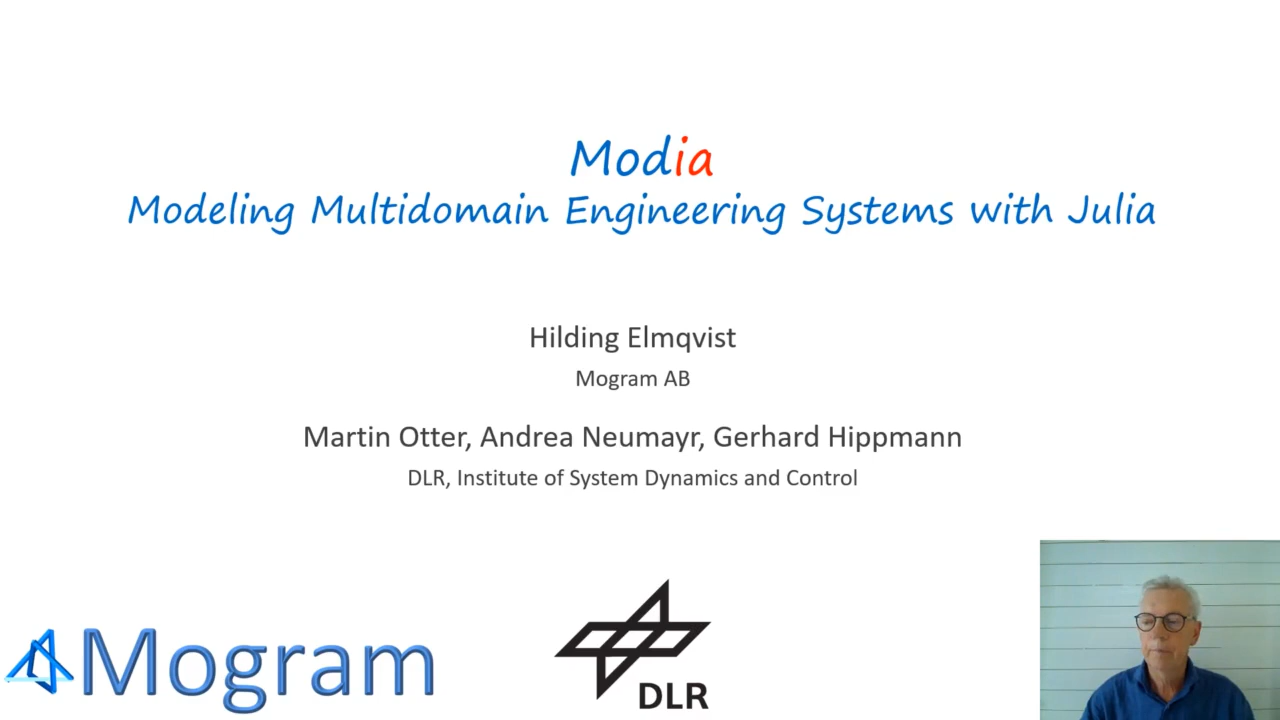 Modia
Modeling Multidomain Engineering Systems with Julia
Hilding Elmqvist
Mogram AB
Martin Otter, Andrea Neumayr, Gerhard Hippmann
DLR, Institute of System Dynamics and Control
Mogram
DLR